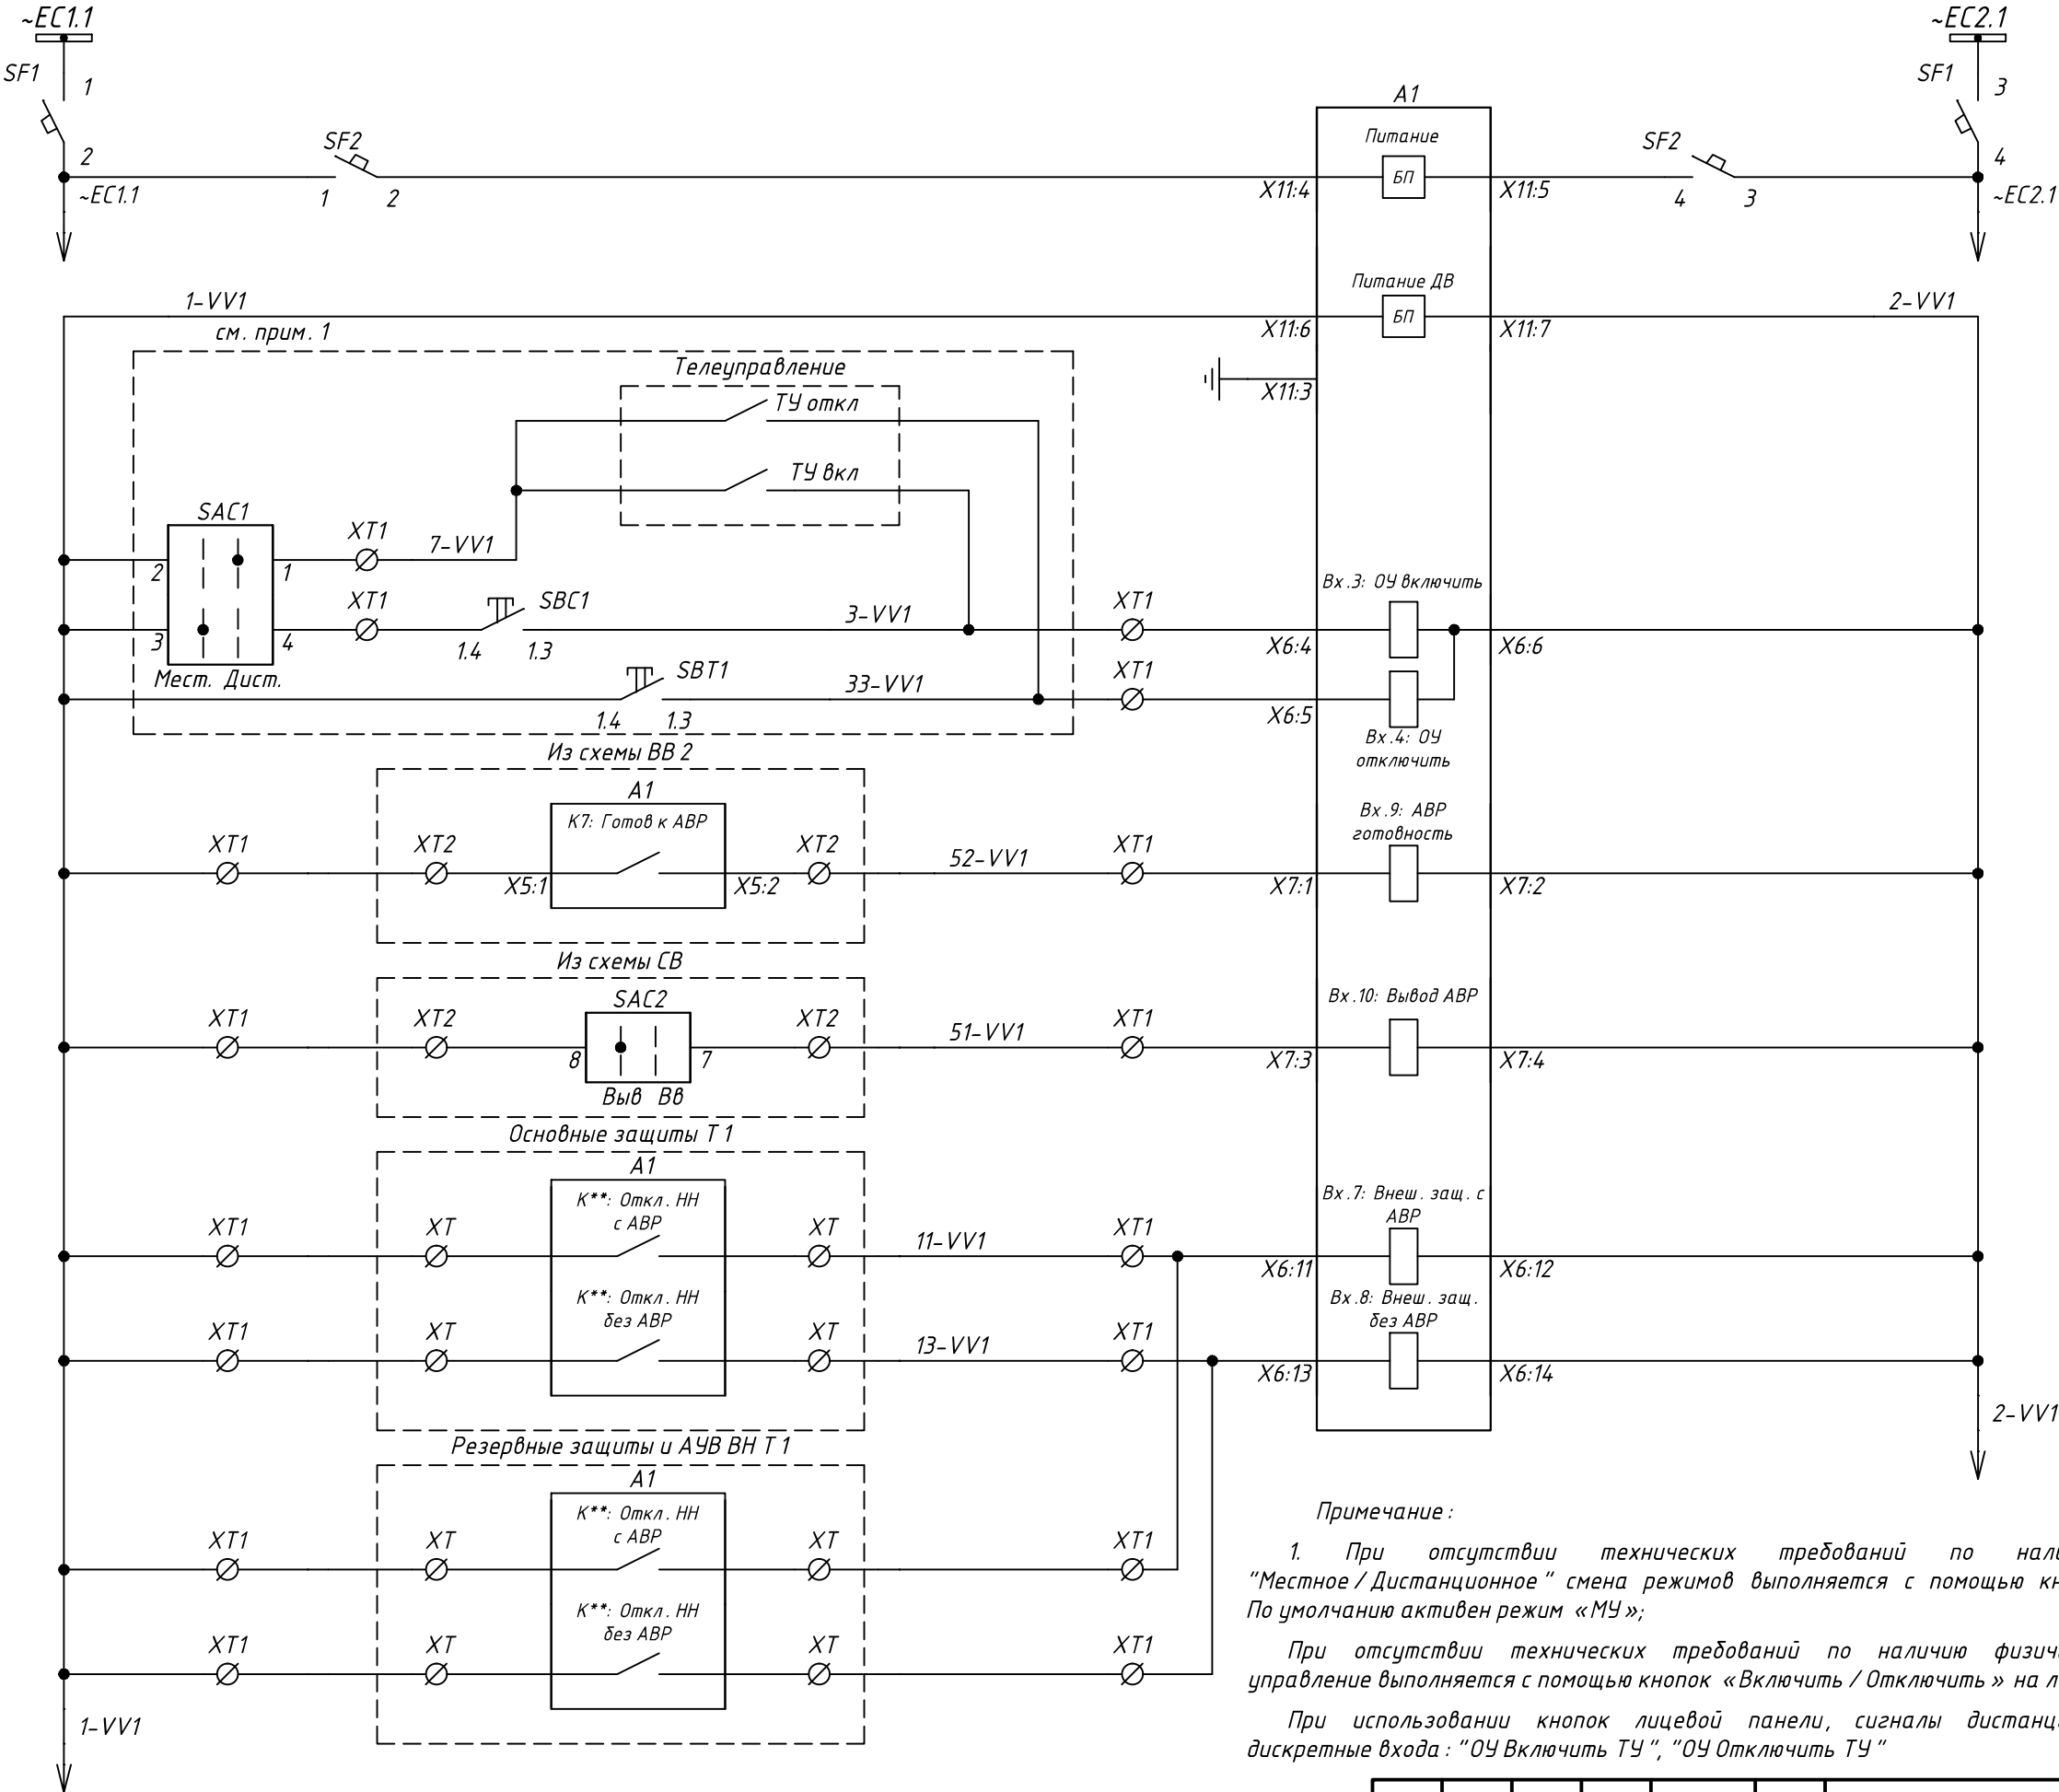 ~EC1.1
~EC2.1
SF1
1
SF1
3
A1
SF2
Питание
SF2
2
4
БП
~EC1.1
1
2
X11:4
X11:5
4
3
~EC2.1
Питание ДВ
1-VV1
2-VV1
БП
см. прим. 1
X11:6
X11:7
Телеуправление
X11:3
ТУ откл
ТУ вкл
SAC1
XT1
7-VV1
2
1
Вх.3: ОУ включить
XT1
SBC1
3-VV1
XT1
3
4
1.4
1.3
X6:4
X6:6
Мест. Дист.
SBT1
33-VV1
XT1
1.4
1.3
X6:5
Вх.4: ОУ
отключить
Из схемы ВВ 2
A1
К7: Готов к АВР
Вх.9: АВР
готовность
XT1
XT2
XT2
52-VV1
XT1
X5:1
X5:2
X7:1
X7:2
Из схемы СВ
SAC2
Вх.10: Вывод АВР
XT1
XT2
XT2
51-VV1
XT1
8
7
X7:3
X7:4
Выв Вв
Основные защиты Т 1
A1
К**: Откл. НН
с АВР
Вх.7: Внеш. защ. с
АВР
XT1
XT
XT
11-VV1
XT1
X6:11
X6:12
К**: Откл. НН
без АВР
Вх.8: Внеш. защ.
без АВР
XT1
XT
XT
13-VV1
XT1
X6:13
X6:14
2-VV1
Резервные защиты и АУВ ВН Т 1
A1
К**: Откл. НН
с АВР
XT1
XT
XT
XT1
К**: Откл. НН
без АВР
XT1
XT
XT
XT1
1-VV1
Примечание :
1. При отсутствии технических требований по
"Местное / Дистанционное " смена режимов выполняется с помощью
По умолчанию активен режим «МУ»;
При отсутствии технических требований по наличию
управление выполняется с помощью кнопок «Включить / Отключить » на
При использовании кнопок лицевой панели, сигналы
дискретные входа : "ОУ Включить ТУ ", "ОУ Отключить ТУ "